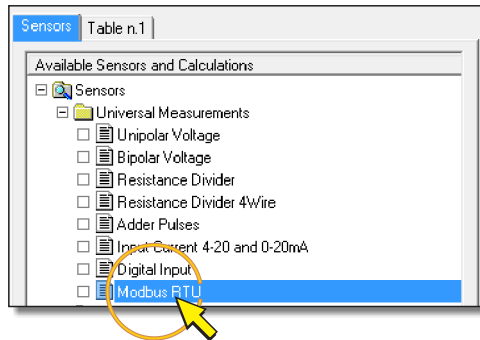 Sensors Table n.1
Available Sensors and Calculations
Sensors
Universal Measurements
Unipolar Voltage
Bipolar Voltage
Resistance Divider
Resistance Divider 4Wire
Adder Pulses
Input Current 4-20 and 0-20mA
Digital Input
Modbus RTU